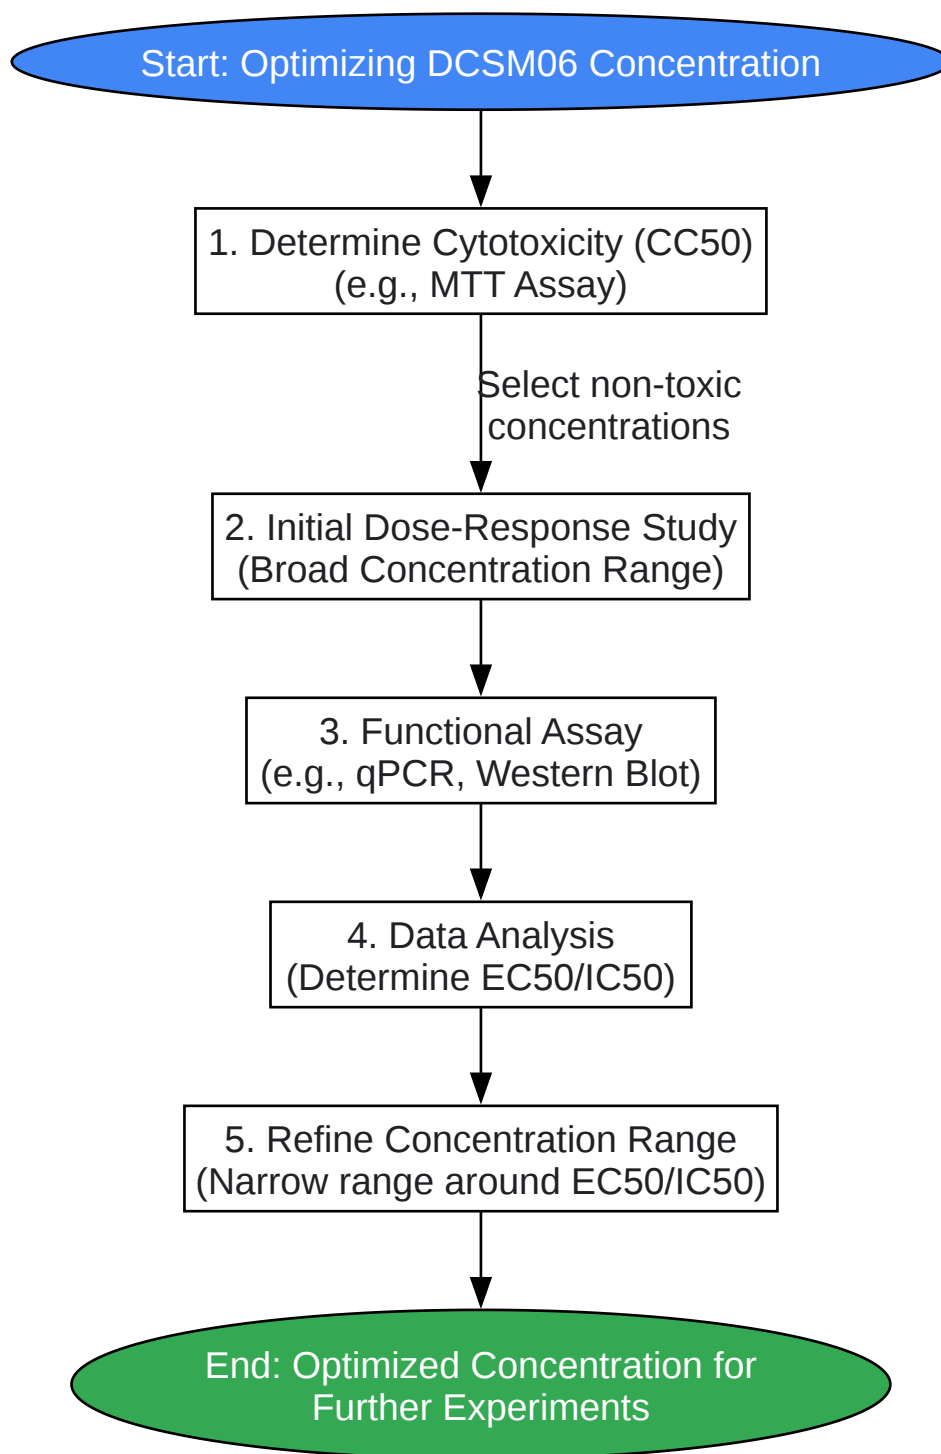 Start: Optimizing DCSM06 Concentration
1. Determine Cytotoxicity (CC50)
(e.g., MTT Assay)
Select non-toxic
concentrations
2. Initial Dose-Response Study
(Broad Concentration Range)
3. Functional Assay
(e.g., qPCR, Western Blot)
4. Data Analysis
(Determine EC50/IC50)
5. Refine Concentration Range
(Narrow range around EC50/IC50)
End: Optimized Concentration for
Further Experiments